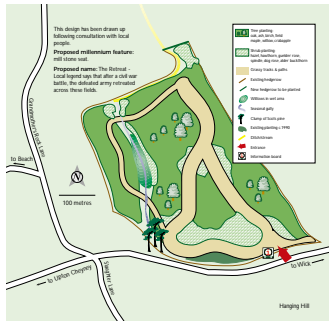 This design has been drawn up
following consultation with local
people.
Proposed millennium feature:
mill stone seat.
Proposed name: The Retreat -
Local legend says that after a civil war
battle, the defeated army retreated
across these fields.
Tree planting
oak, ash, birch, field
maple, willow, crabapple
Shrub planting
hazel, hawthorn, guelder rose,
spindle, dog rose, alder buckthorn
Grassy tracks & paths
Existing hedgerow
New hedgerow to be planted
Willows in wet area
Seasonal gully
Clump of Scots pine
Existing planting c.1990
Ditch/stream
Entrance
Information board
Grandmother's Rock Lane
to Beach
N
100 metres
to Upton Cheyney
Slaughter Lane
to Wick
Hanging Hill